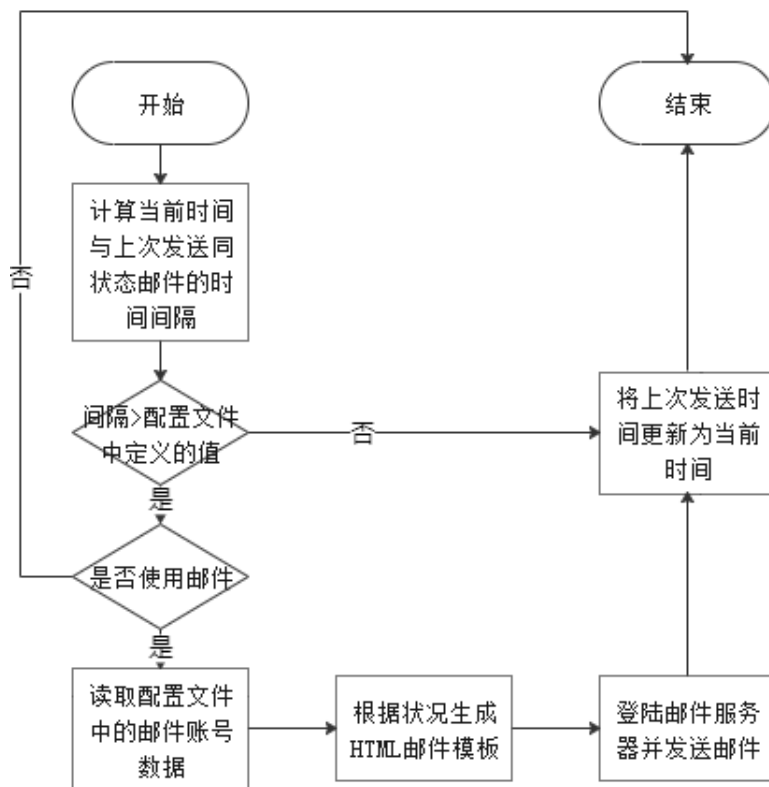 开始
结束
计算当前时间
与上次发送同
状态邮件的时
间间隔
否
间隔>配置文件
中定义的值
否
将上次发送时
间更新为当前
时间
是
是否使用邮件
是
读取配置文件
中的邮件账号
数据
根据状况生成
HTML邮件模板
登陆邮件服务
器并发送邮件